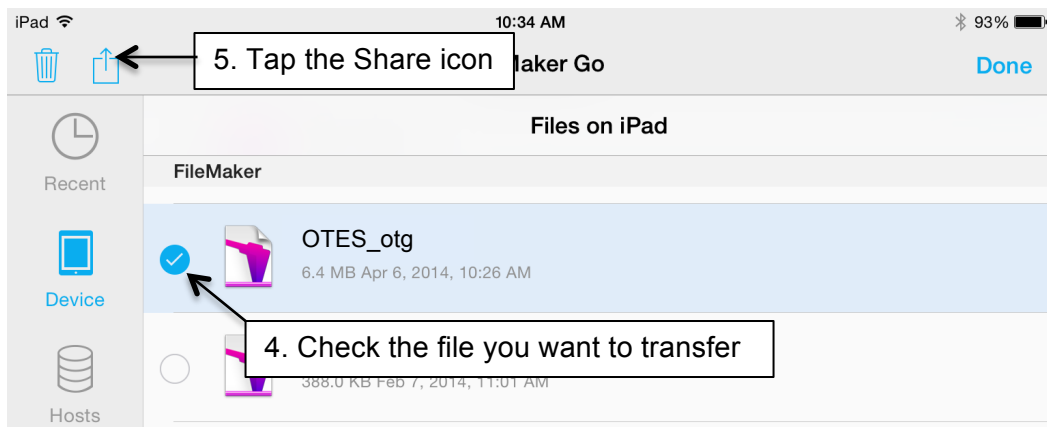 iPad
10:34 AM
93%
5. Tap the Share icon
Maker Go
Done
Files on iPad
Recent
FileMaker
OTES_otg
6.4 MB Apr 6, 2014, 10:26 AM
Device
4. Check the file you want to transfer
388.0 KB Feb 7, 2014, 11:01 AM
Hosts